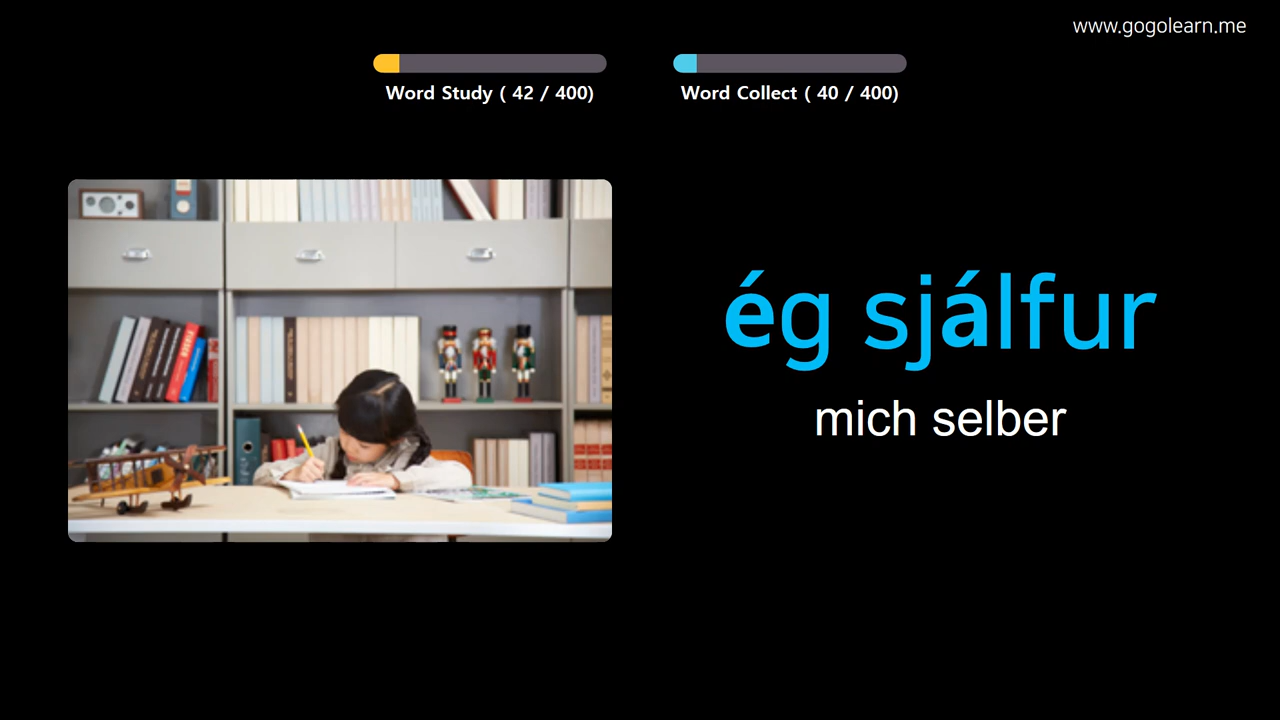 www.gogolearn.me
Word Study ( 42 / 400)
Word Collect ( 40 / 400)
ég sjálfur
mich selber